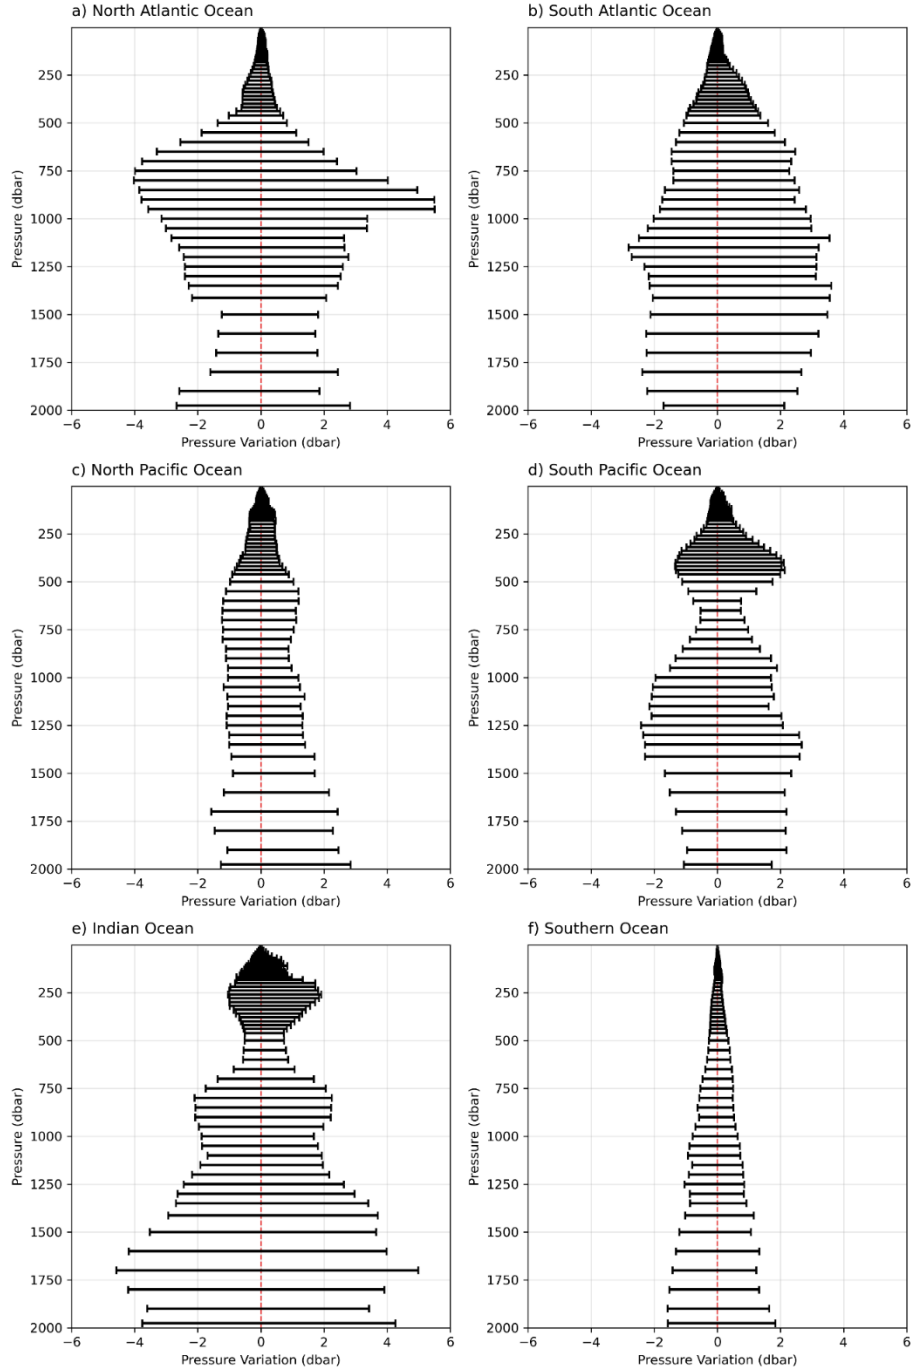 a) North Atlantic Ocean
250
500
750
1000
1250
1500
1750
2000
Pressure (dbar)
−6 −4 −2 0 2 4 6
Pressure Variation (dbar)
b) South Atlantic Ocean
250
500
750
1000
1250
1500
1750
2000
Pressure (dbar)
−6 −4 −2 0 2 4 6
Pressure Variation (dbar)
c) North Pacific Ocean
250
500
750
1000
1250
1500
1750
2000
Pressure (dbar)
−6 −4 −2 0 2 4 6
Pressure Variation (dbar)
d) South Pacific Ocean
250
500
750
1000
1250
1500
1750
2000
Pressure (dbar)
−6 −4 −2 0 2 4 6
Pressure Variation (dbar)
e) Indian Ocean
250
500
750
1000
1250
1500
1750
2000
Pressure (dbar)
−6 −4 −2 0 2 4 6
Pressure Variation (dbar)
f) Southern Ocean
250
500
750
1000
1250
1500
1750
2000
Pressure (dbar)
−6 −4 −2 0 2 4 6
Pressure Variation (dbar)